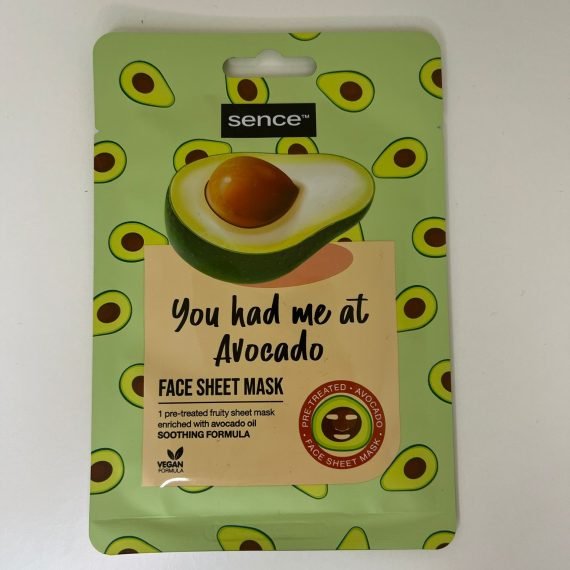 sence™
You had me at
Avocado
FACE SHEET MASK
1 pre-treated fruity sheet mask
enriched with avocado oil
SOOTHING FORMULA
VEGAN
FORMULA
PRE-TREATED • AVOCADO • FACE SHEET MASK •